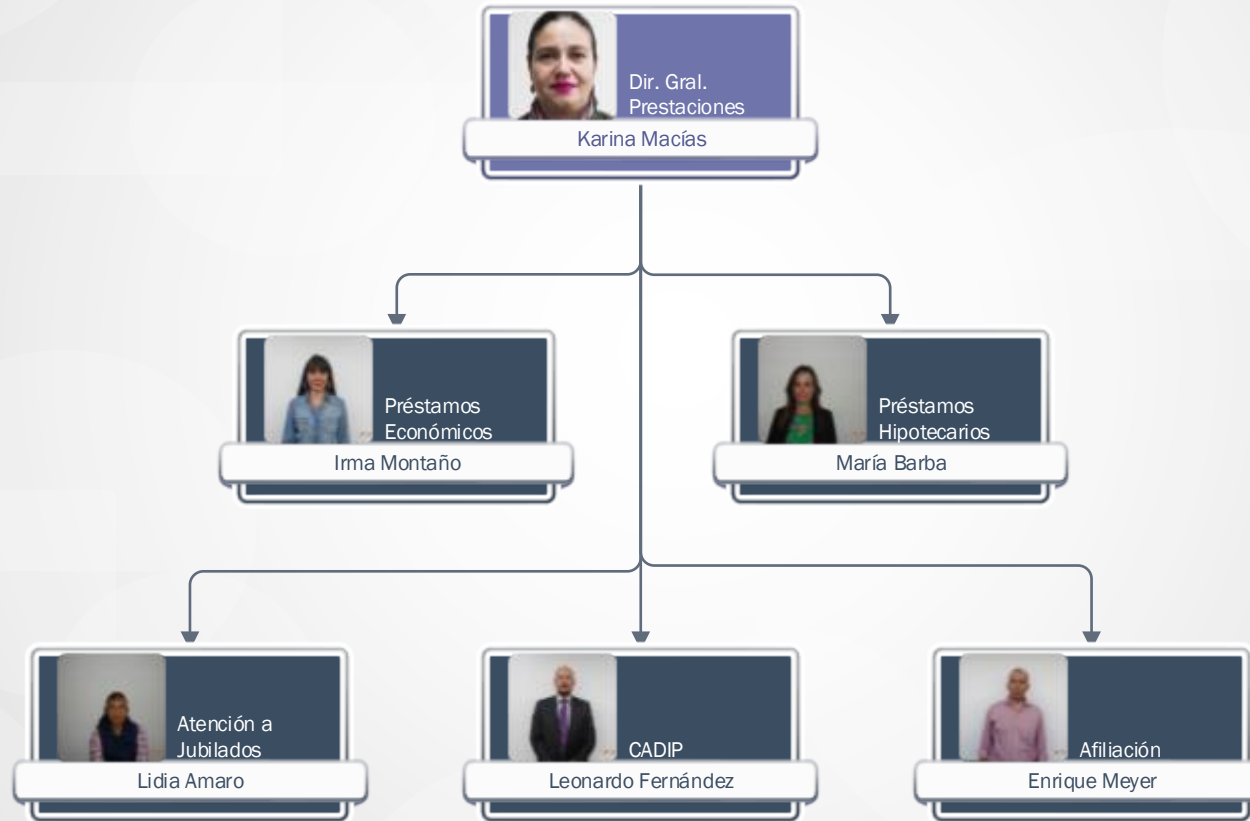 Dir. Gral.
Prestaciones
Karina Macías
Préstamos
Económicos
Irma Montaño
Préstamos
Hipotecarios
María Barba
Atención a
Jubilados
Lidia Amaro
CADIP
Leonardo Fernández
Afiliación
Enrique Meyer